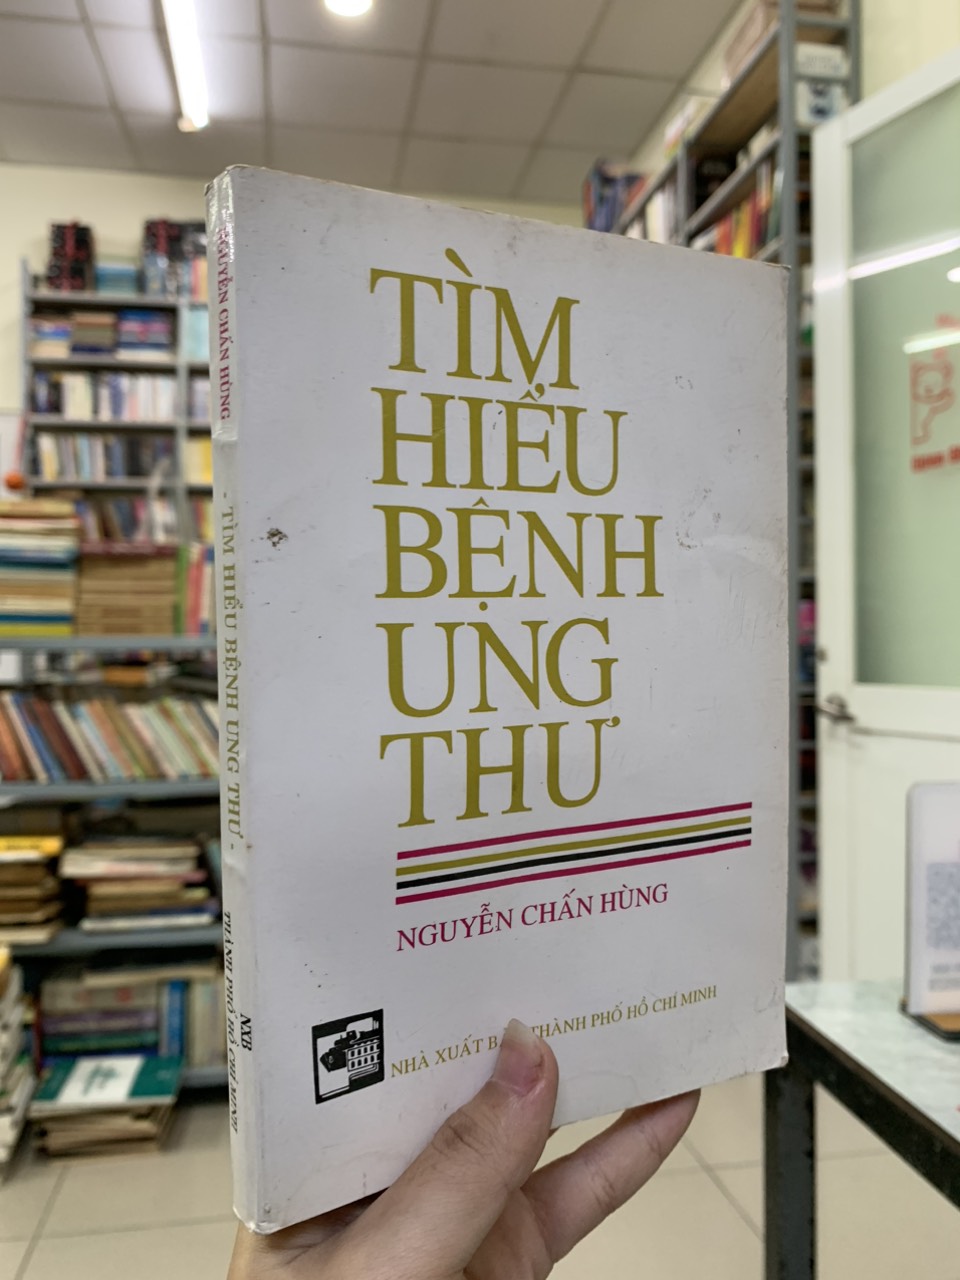 TÌM
HIỂU
BỆNH
UNG
THƯ
NGUYỄN CHẤN HÙNG
NHÀ XUẤT THÀNH PHỐ HỒ CHÍ MINH
NGUYỄN CHẤN HÙNG
- TÌM HIỂU BỆNH UNG THƯ -
NXB
THÀNH PHỐ HỒ CHÍ MINH